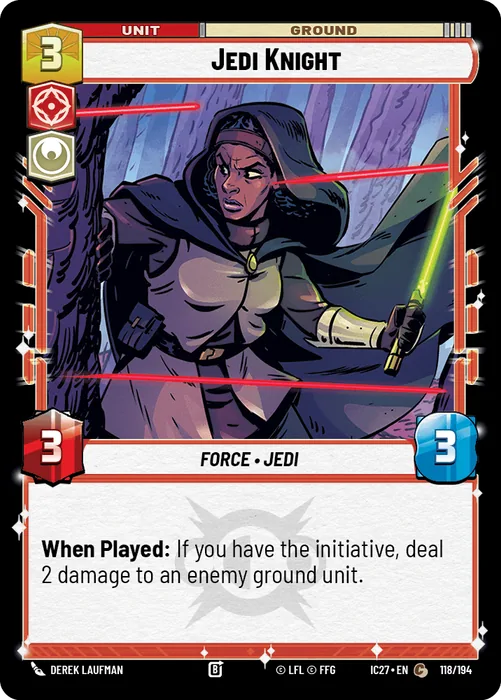 UNIT
GROUND
3
JEDI KNIGHT
3
3
FORCE • JEDI
When Played: If you have the initiative, deal
2 damage to an enemy ground unit.
DEREK LAUFMAN
B
© LFL © FFG
IC27 • EN
C
118/194